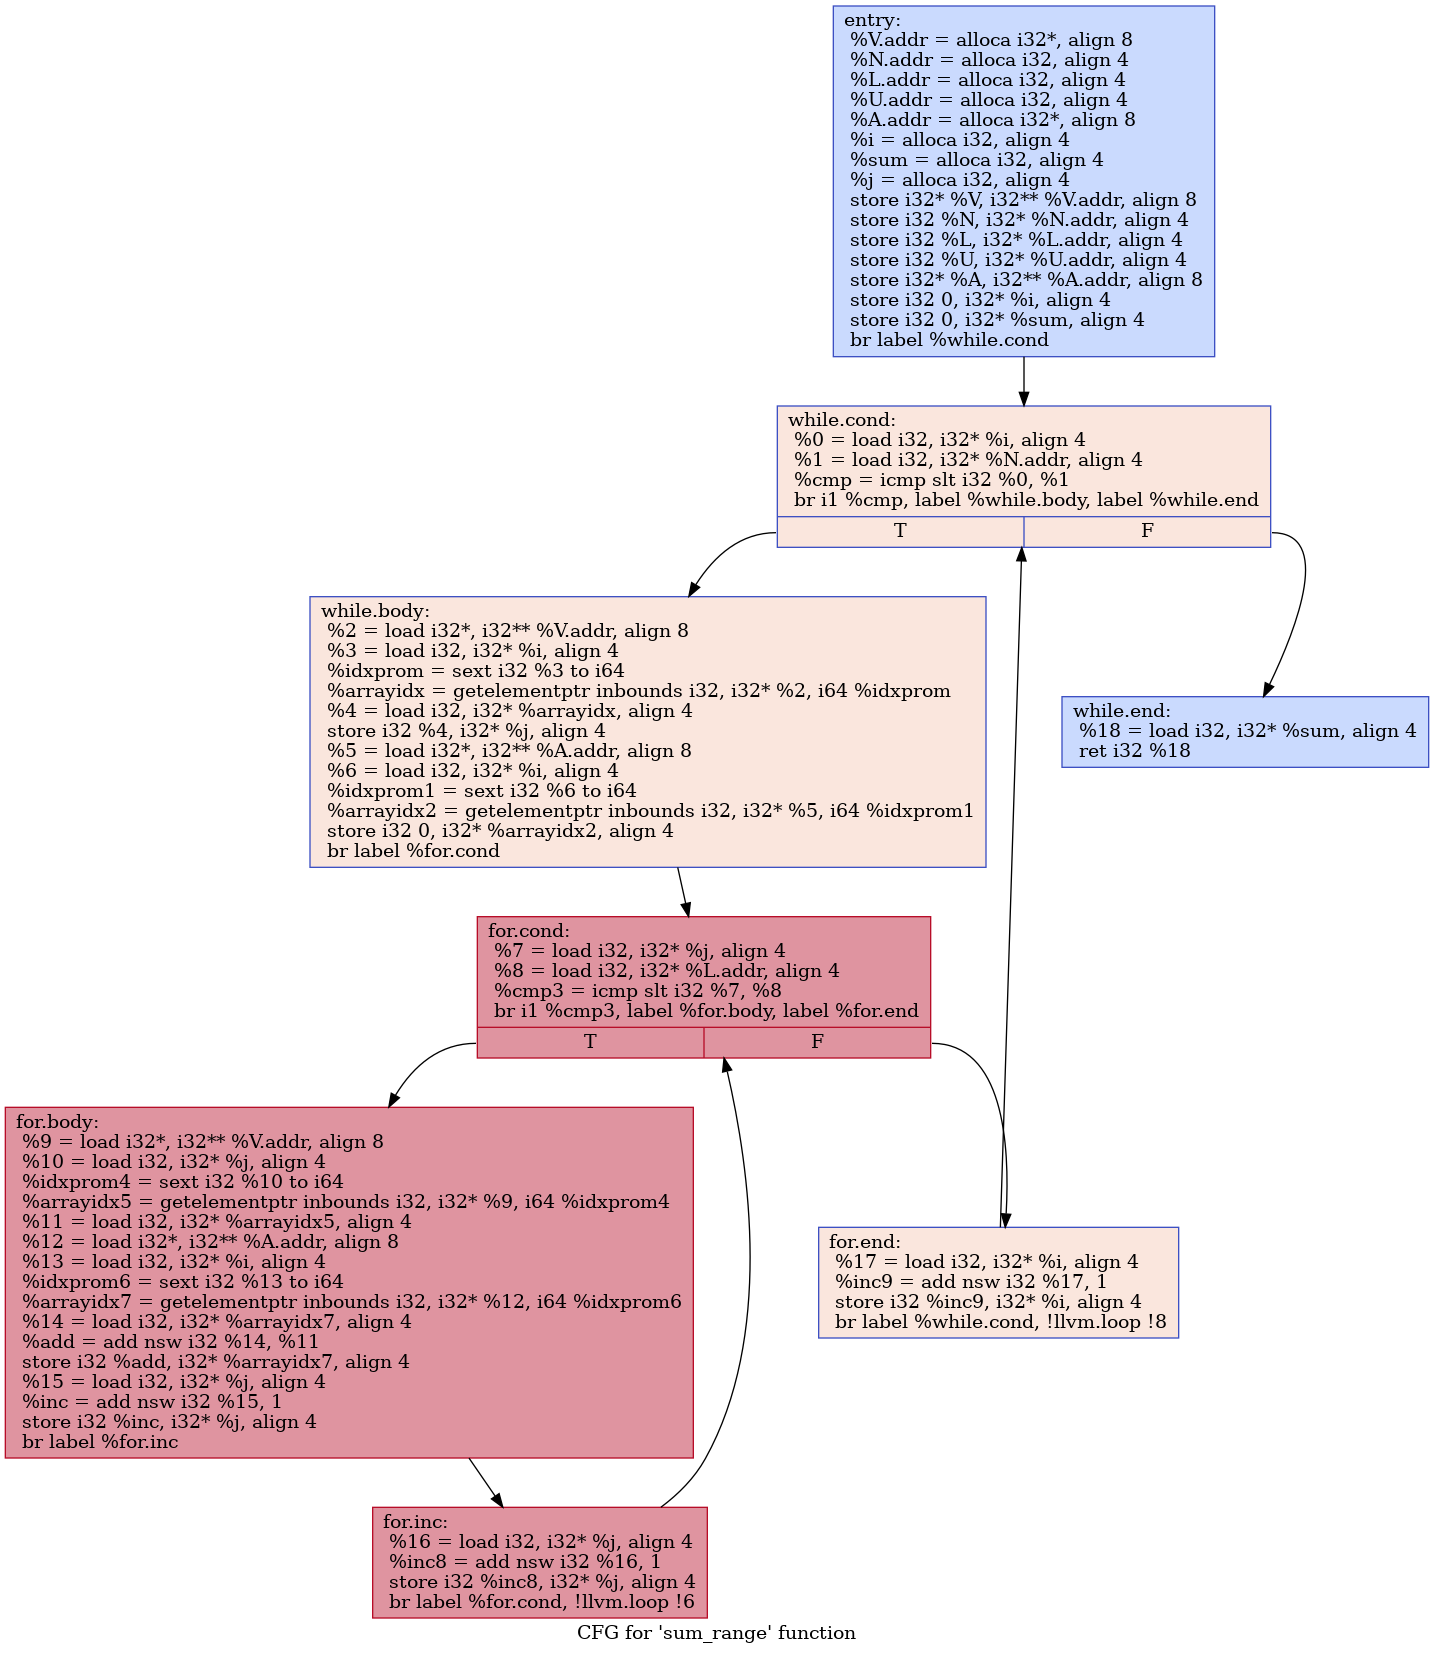 entry:
%V.addr = alloca i32*, align 8
%N.addr = alloca i32, align 4
%L.addr = alloca i32, align 4
%U.addr = alloca i32, align 4
%A.addr = alloca i32*, align 8
%i = alloca i32, align 4
%sum = alloca i32, align 4
%j = alloca i32, align 4
store i32* %V, i32** %V.addr, align 8
store i32 %N, i32* %N.addr, align 4
store i32 %L, i32* %L.addr, align 4
store i32 %U, i32* %U.addr, align 4
store i32* %A, i32** %A.addr, align 8
store i32 0, i32* %i, align 4
store i32 0, i32* %sum, align 4
br label %while.cond
while.cond:
%0 = load i32, i32* %i, align 4
%1 = load i32, i32* %N.addr, align 4
%cmp = icmp slt i32 %0, %1
br i1 %cmp, label %while.body, label %while.end
T
F
while.body:
%2 = load i32*, i32** %V.addr, align 8
%3 = load i32, i32* %i, align 4
%idxprom = sext i32 %3 to i64
%arrayidx = getelementptr inbounds i32, i32* %2, i64 %idxprom
%4 = load i32, i32* %arrayidx, align 4
store i32 %4, i32* %j, align 4
%5 = load i32*, i32** %A.addr, align 8
%6 = load i32, i32* %i, align 4
%idxprom1 = sext i32 %6 to i64
%arrayidx2 = getelementptr inbounds i32, i32* %5, i64 %idxprom1
store i32 0, i32* %arrayidx2, align 4
br label %for.cond
while.end:
%18 = load i32, i32* %sum, align 4
ret i32 %18
for.cond:
%7 = load i32, i32* %j, align 4
%8 = load i32, i32* %L.addr, align 4
%cmp3 = icmp slt i32 %7, %8
br i1 %cmp3, label %for.body, label %for.end
T
F
for.body:
%9 = load i32*, i32** %V.addr, align 8
%10 = load i32, i32* %j, align 4
%idxprom4 = sext i32 %10 to i64
%arrayidx5 = getelementptr inbounds i32, i32* %9, i64 %idxprom4
%11 = load i32, i32* %arrayidx5, align 4
%12 = load i32*, i32** %A.addr, align 8
%13 = load i32, i32* %i, align 4
%idxprom6 = sext i32 %13 to i64
%arrayidx7 = getelementptr inbounds i32, i32* %12, i64 %idxprom6
%14 = load i32, i32* %arrayidx7, align 4
%add = add nsw i32 %14, %11
store i32 %add, i32* %arrayidx7, align 4
%15 = load i32, i32* %j, align 4
%inc = add nsw i32 %15, 1
store i32 %inc, i32* %j, align 4
br label %for.inc
for.end:
%17 = load i32, i32* %i, align 4
%inc9 = add nsw i32 %17, 1
store i32 %inc9, i32* %i, align 4
br label %while.cond, !llvm.loop !8
for.inc:
%16 = load i32, i32* %j, align 4
%inc8 = add nsw i32 %16, 1
store i32 %inc8, i32* %j, align 4
br label %for.cond, !llvm.loop !6
CFG for 'sum_range' function